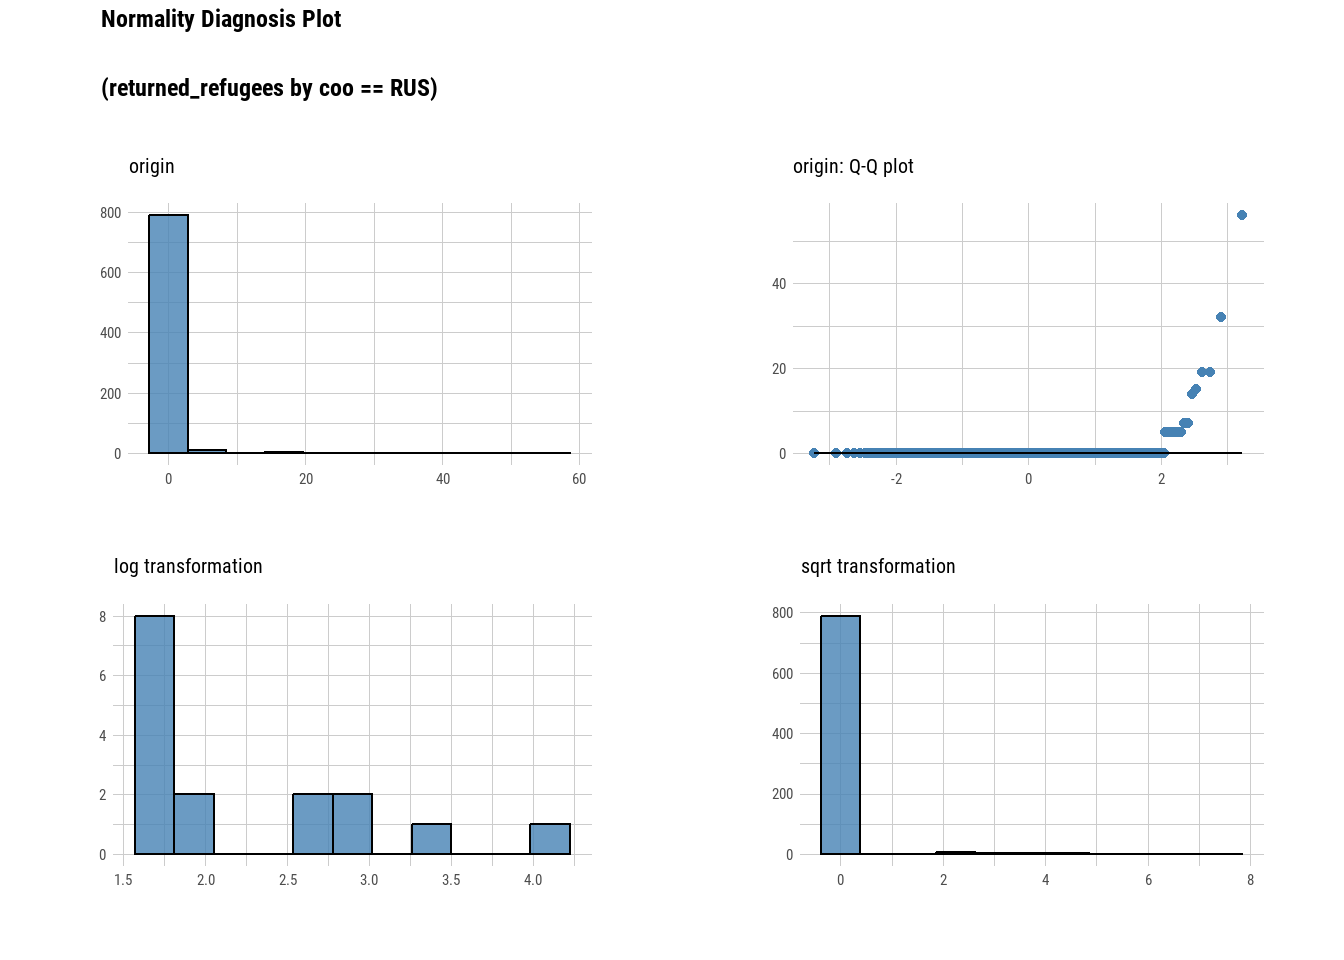 Normality Diagnosis Plot
(returned_refugees by coo == RUS)
origin
800
600
400
200
0
0 20 40 60
origin: Q-Q plot
40
20
0
-2 0 2
log transformation
8
6
4
2
0
1.5 2.0 2.5 3.0 3.5 4.0
sqrt transformation
800
600
400
200
0
0 2 4 6 8